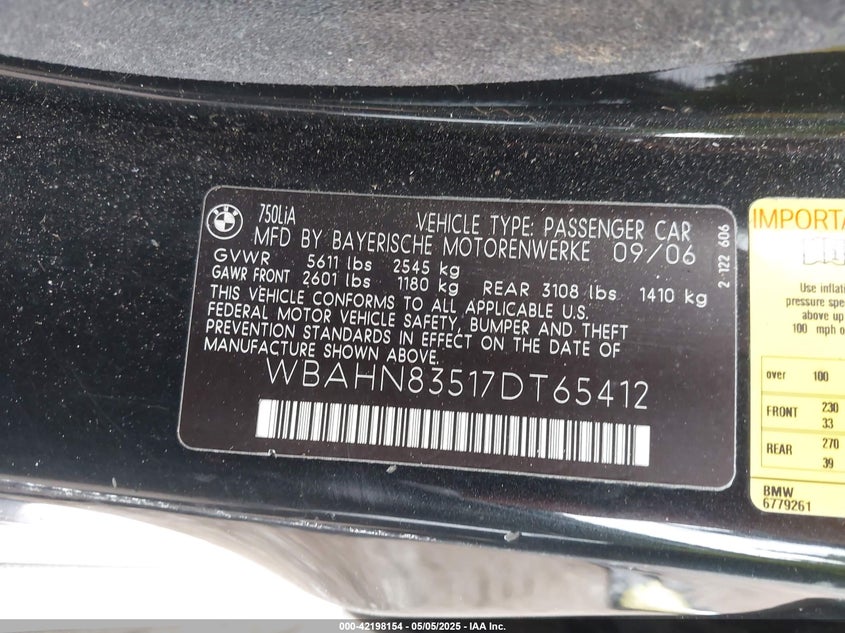 BMW
750LiA
VEHICLE TYPE: PASSENGER CAR
MFD BY BAYERISCHE MOTORENWERKE 09/06
GVWR 5611 lbs 2545 kg
GAWR FRONT 2601 lbs 1180 kg REAR 3108 lbs 1410 kg
THIS VEHICLE CONFORMS TO ALL APPLICABLE U.S.
FEDERAL MOTOR VEHICLE SAFETY, BUMPER AND THEFT
PREVENTION STANDARDS IN EFFECT ON THE DATE OF
MANUFACTURE SHOWN ABOVE.
WBAHN83517DT65412
2-122 606
IMPORTA
Use inflat
pressure spe
above up
100 mph o
over 100
FRONT 230
33
REAR 270
39
BMW
6779261
000-42198154 - 05/05/2025 - IAA Inc.